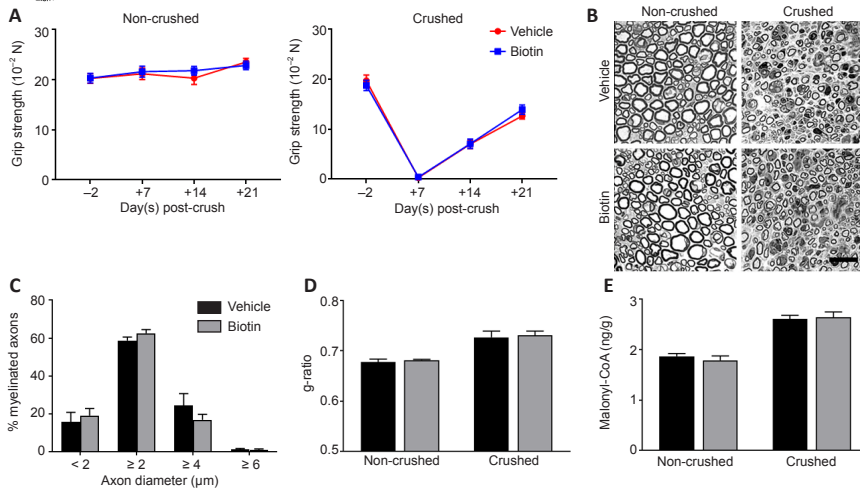 A
Non-crushed
Grip strength (10⁻² N)
30
20
10
0
–2
+7
+14
+21
Day(s) post-crush
Crushed
Grip strength (10⁻² N)
30
20
10
0
–2
+7
+14
+21
Day(s) post-crush
Vehicle
Biotin
B
Non-crushed
Crushed
Vehicle
Biotin
C
% myelinated axons
80
60
40
20
0
Vehicle
Biotin
< 2
≥ 2
≥ 4
≥ 6
Axon diameter (µm)
D
g-ratio
0.8
0.7
0.6
0.5
Non-crushed
Crushed
E
Malonyl-CoA (ng/g)
3
2
1
0
Non-crushed
Crushed